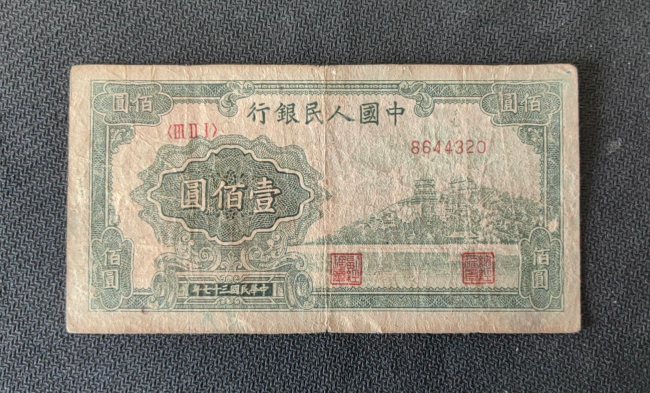 中國人民銀行
佰圓
佰圓
〈III II I〉
8644320
壹佰圓
佰圓
佰圓
中華民國三十七年